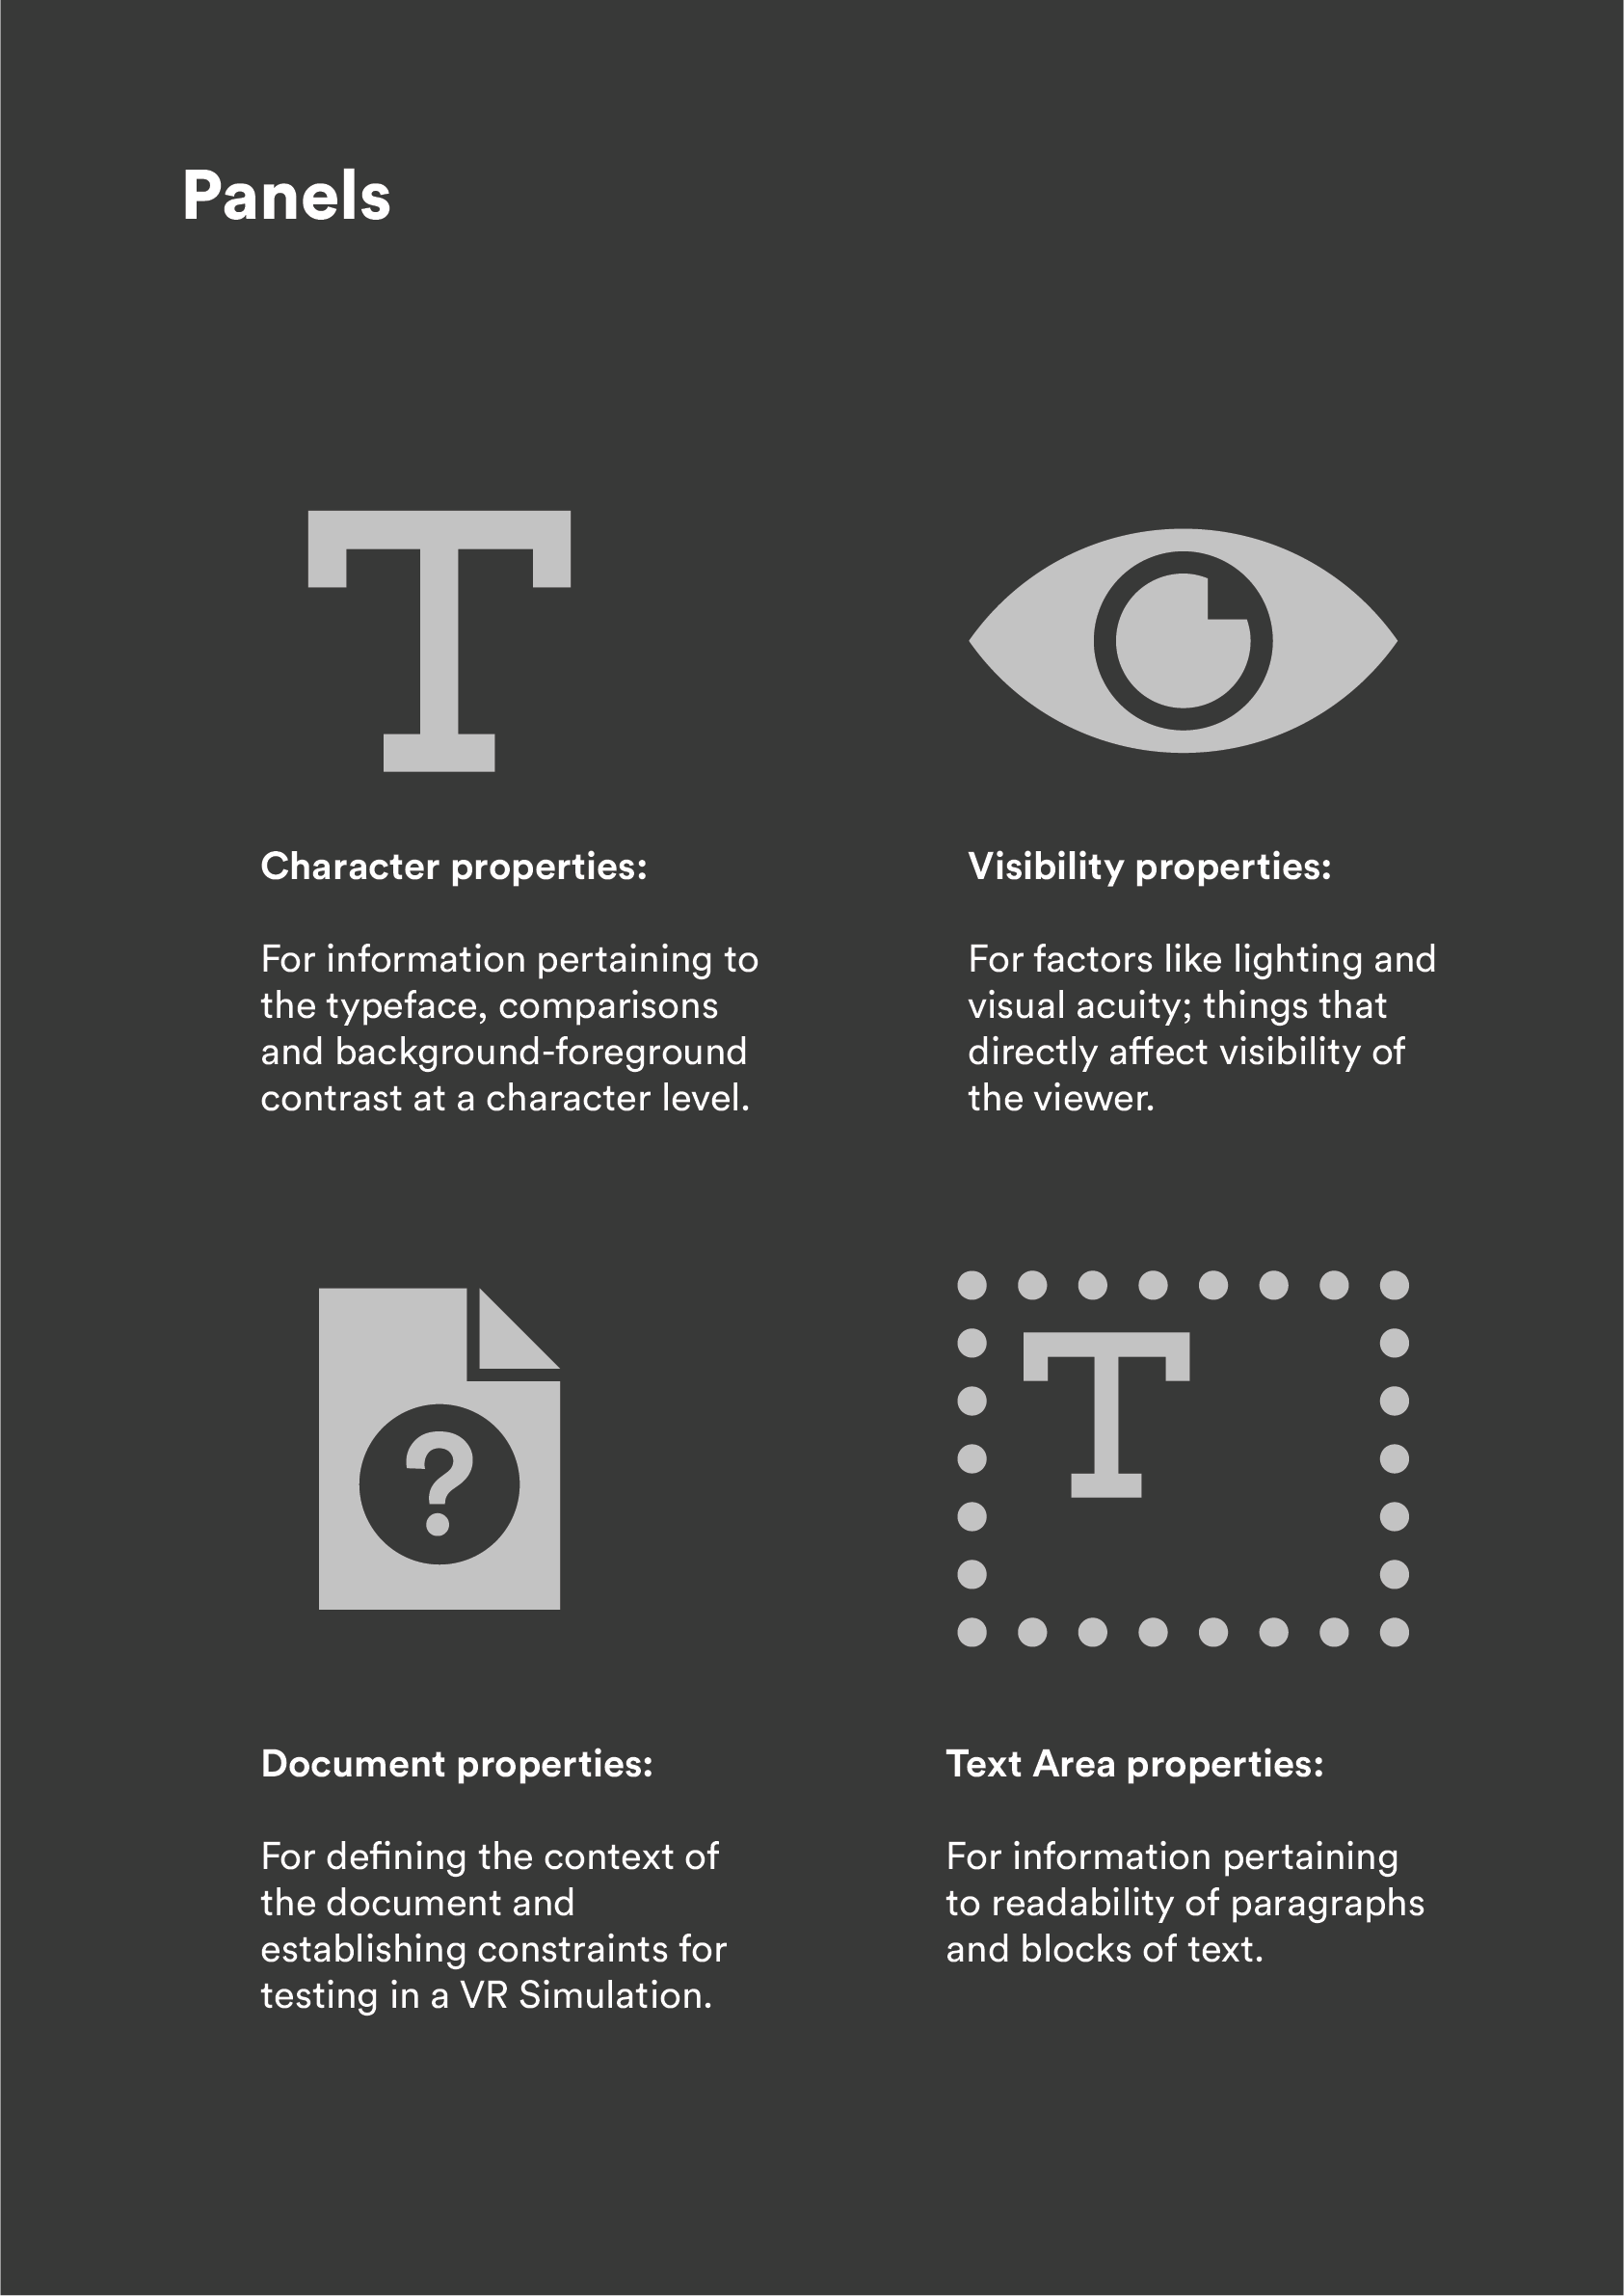 Panels
T
Character properties:
For information pertaining to
the typeface, comparisons
and background-foreground
contrast at a character level.
Visibility properties:
For factors like lighting and
visual acuity; things that
directly affect visibility of
the viewer.
?
Document properties:
For defining the context of
the document and
establishing constraints for
testing in a VR Simulation.
T
Text Area properties:
For information pertaining
to readability of paragraphs
and blocks of text.